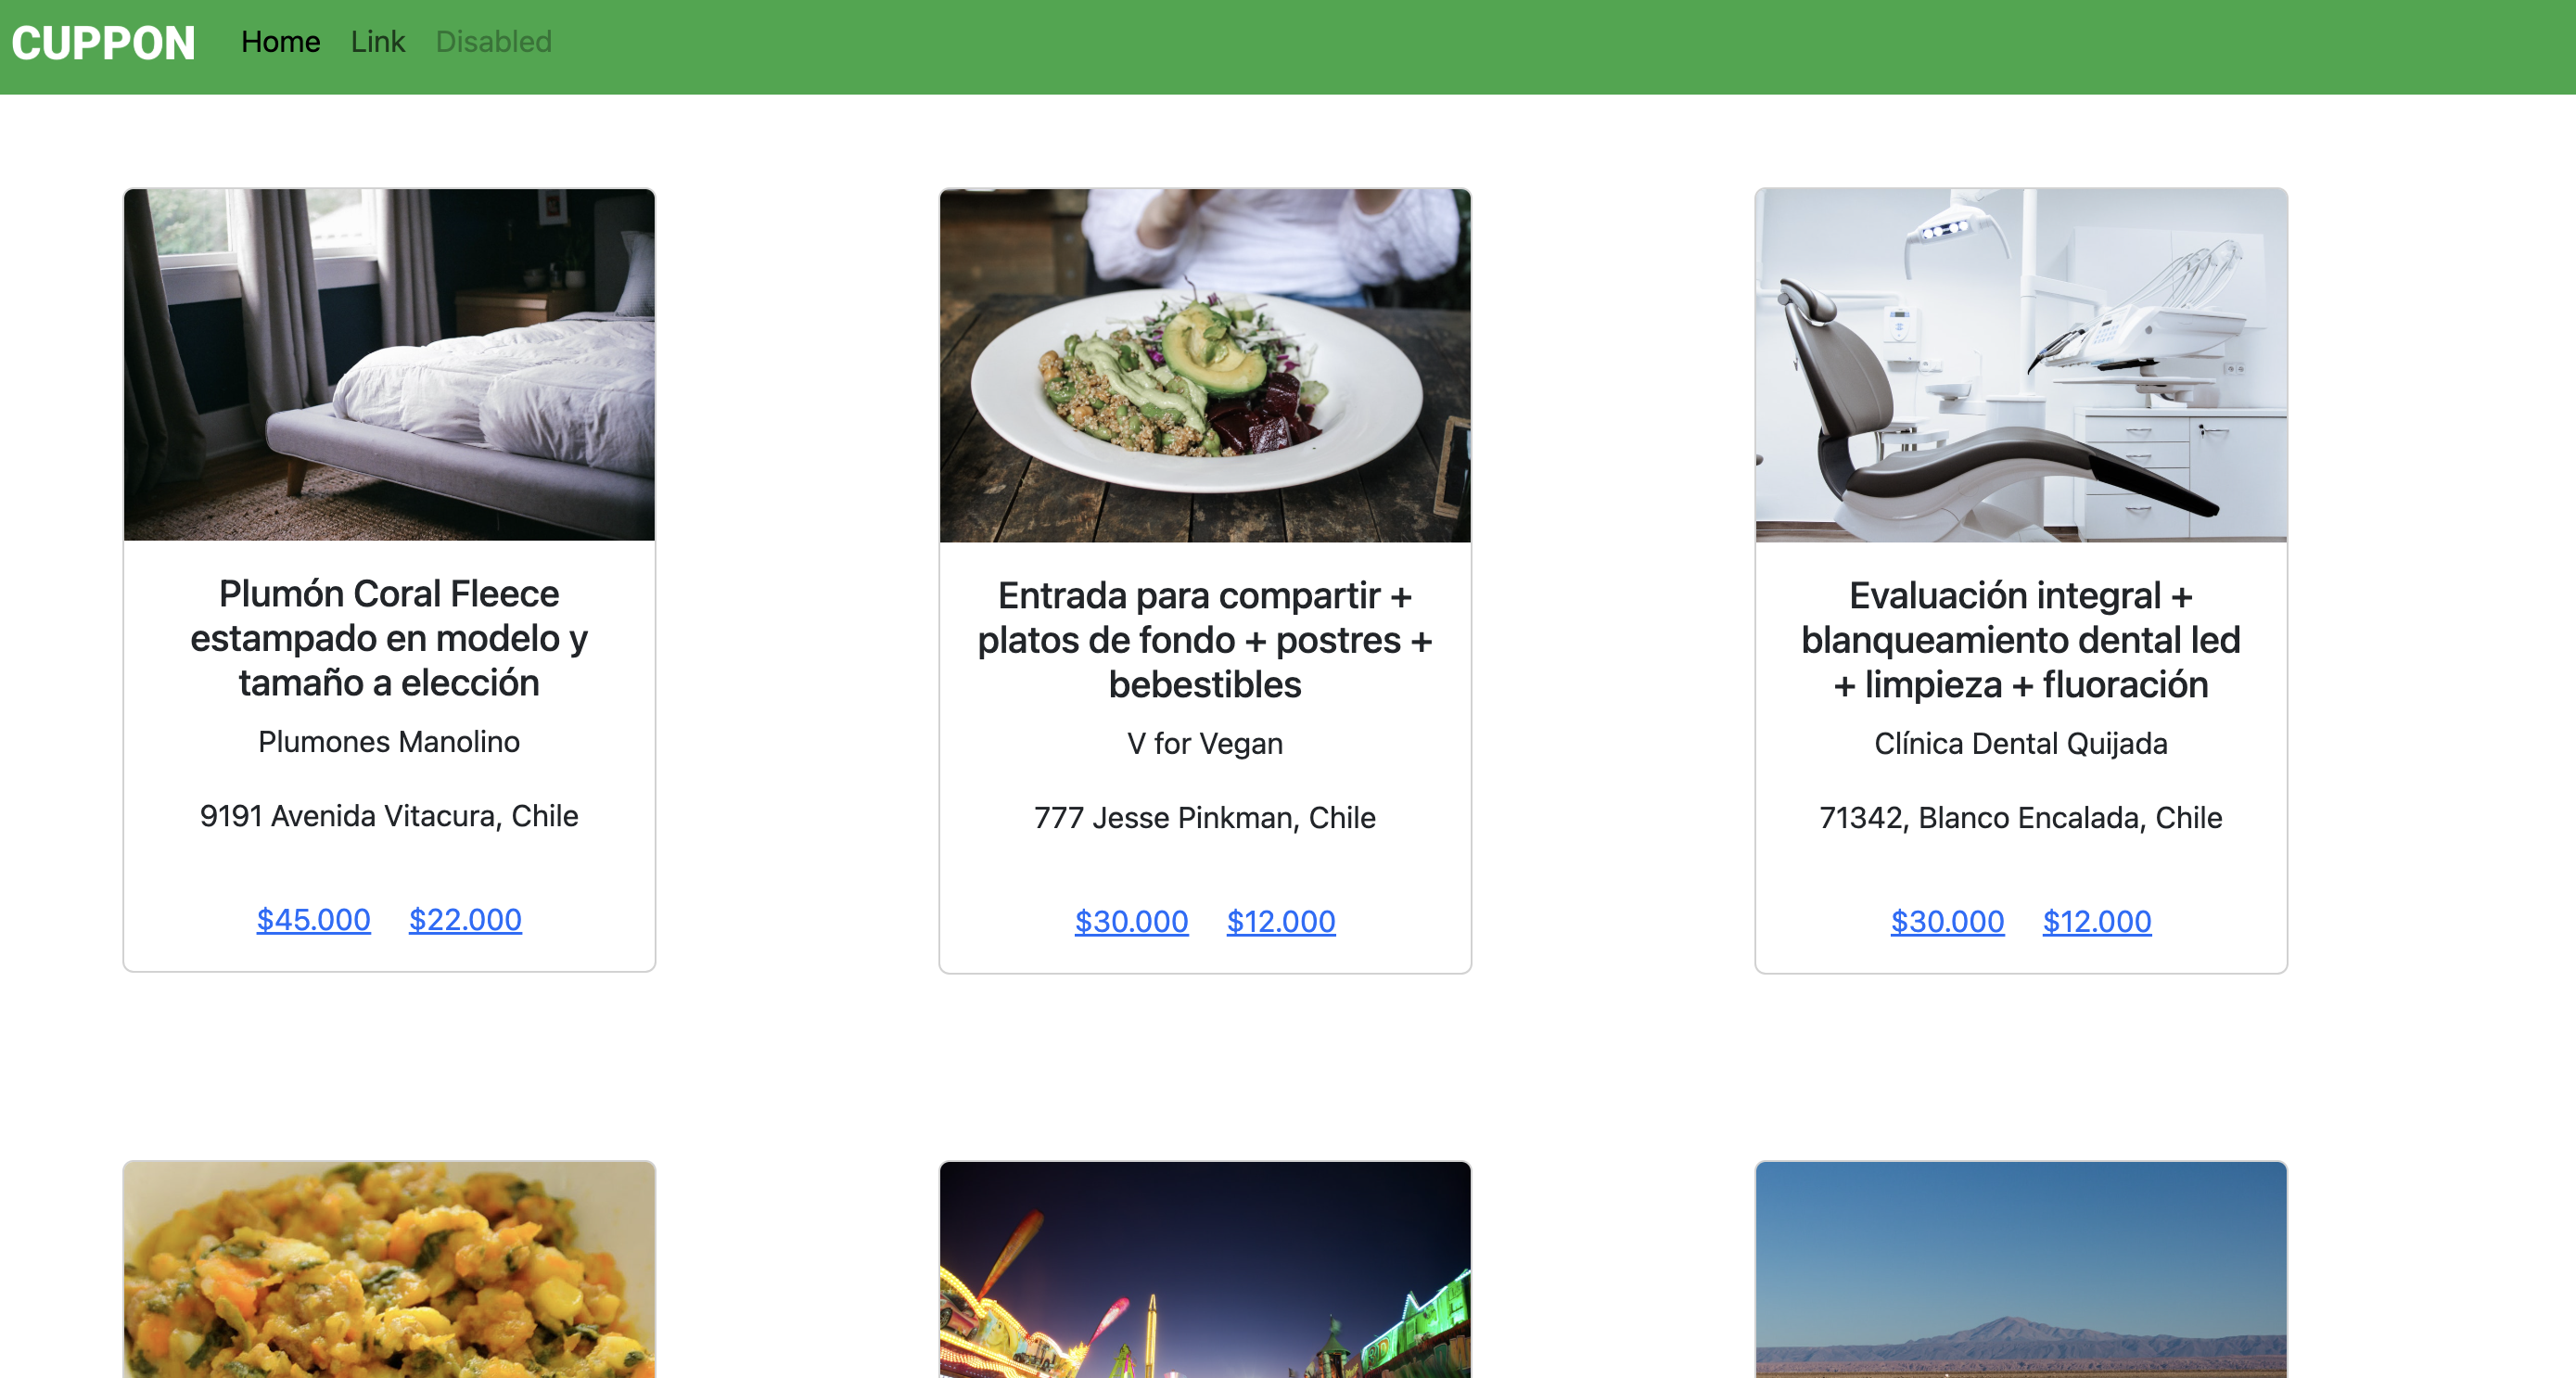 CUPPON Home Link Disabled
Plumón Coral Fleece
estampado en modelo y
tamaño a elección
Plumones Manolino
9191 Avenida Vitacura, Chile
$45.000 $22.000
Entrada para compartir +
platos de fondo + postres +
bebestibles
V for Vegan
777 Jesse Pinkman, Chile
$30.000 $12.000
Evaluación integral +
blanqueamiento dental led
+ limpieza + fluoración
Clínica Dental Quijada
71342, Blanco Encalada, Chile
$30.000 $12.000